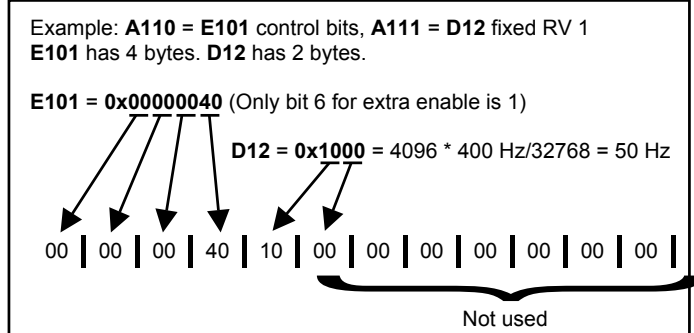 Example: A110 = E101 control bits, A111 = D12 fixed RV 1
E101 has 4 bytes. D12 has 2 bytes.
E101 = 0x00000040 (Only bit 6 for extra enable is 1)
D12 = 0x1000 = 4096 * 400 Hz/32768 = 50 Hz
00 | 00 | 00 | 40 | 10 | 00 | 00 | 00 | 00 | 00 | 00 | 00 |
Not used